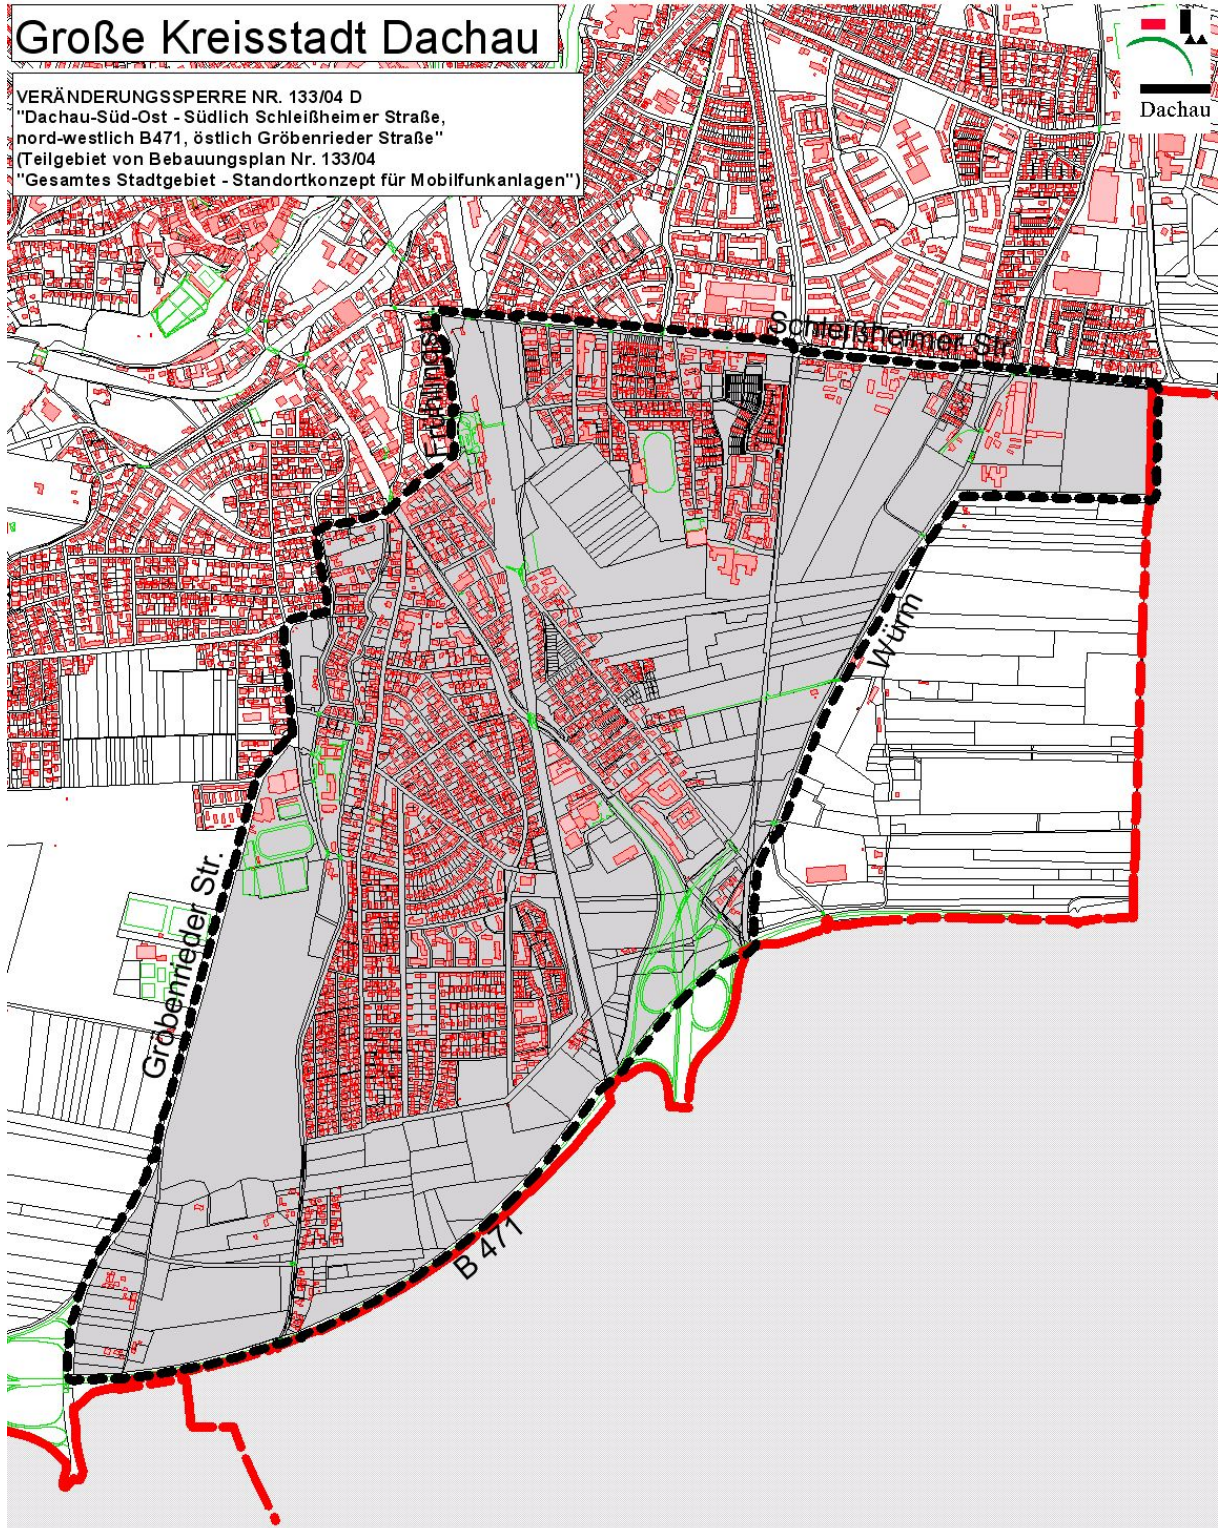 Große Kreisstadt Dachau
Dachau
VERÄNDERUNGSSPERRE NR. 133/04 D
"Dachau-Süd-Ost - Südlich Schleißheimer Straße,
nord-westlich B471, östlich Gröbenrieder Straße"
(Teilgebiet von Bebauungsplan Nr. 133/04
"Gesamtes Stadtgebiet - Standortkonzept für Mobilfunkanlagen")
Schleißheimer Str.
Frühlingstr.
Würm
Gröbenrieder Str.
B 471